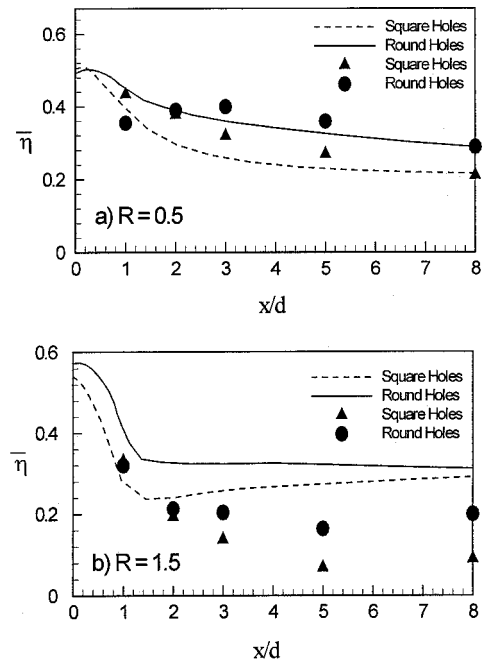 Square Holes
Round Holes
Square Holes
Round Holes
0.6
0.4
0.2
0
η̅
a) R = 0.5
0 1 2 3 4 5 6 7 8
x/d
Square Holes
Round Holes
Square Holes
Round Holes
0.6
0.4
0.2
0
η̅
b) R = 1.5
0 1 2 3 4 5 6 7 8
x/d